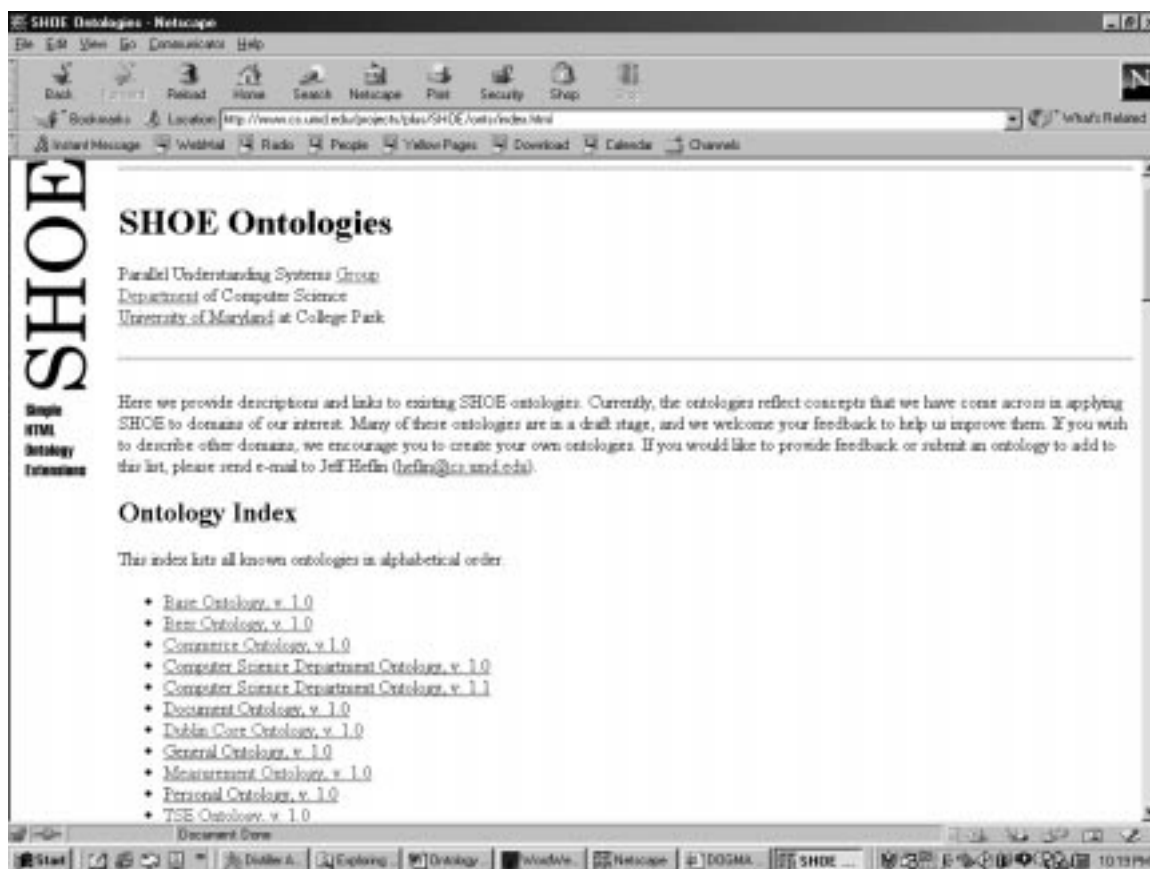 SHOE Ontologies - Netscape
File Edit View Go Communicator Help
Back Reload Home Search Netscape Print Security Shop
N
Bookmarks Location http://www.cs.umd.edu/projects/plus/SHOE/onts/index.html What's Related
Instant Message WebMail Radio People Yellow Pages Download Calendar Channels
SHOE
Simple
HTML
Ontology
Extensions
SHOE Ontologies
Parallel Understanding Systems Group
Department of Computer Science
University of Maryland at College Park
Here we provide descriptions and links to existing SHOE ontologies. Currently, the ontologies reflect concepts that we have come across in applying
SHOE to domains of our interest. Many of these ontologies are in a draft stage, and we welcome your feedback to help us improve them. If you wish
to describe other domains, we encourage you to create your own ontologies. If you would like to provide feedback or submit an ontology to add to
this list, please send e-mail to Jeff Heflin (heflin@cs.umd.edu).
Ontology Index
This index lists all known ontologies in alphabetical order.
• Base Ontology, v. 1.0
• Beer Ontology, v. 1.0
• Commerce Ontology, v.1.0
• Computer Science Department Ontology, v. 1.0
• Computer Science Department Ontology, v. 1.1
• Document Ontology, v. 1.0
• Dublin Core Ontology, v. 1.0
• General Ontology, v. 1.0
• Measurement Ontology, v. 1.0
• Personal Ontology, v. 1.0
• TSE Ontology, v. 1.0
Document: Done
Start Distiller A... Exploring Ontology... WordWe... Netscape DOGMA... SHOE ... 10:19 PM